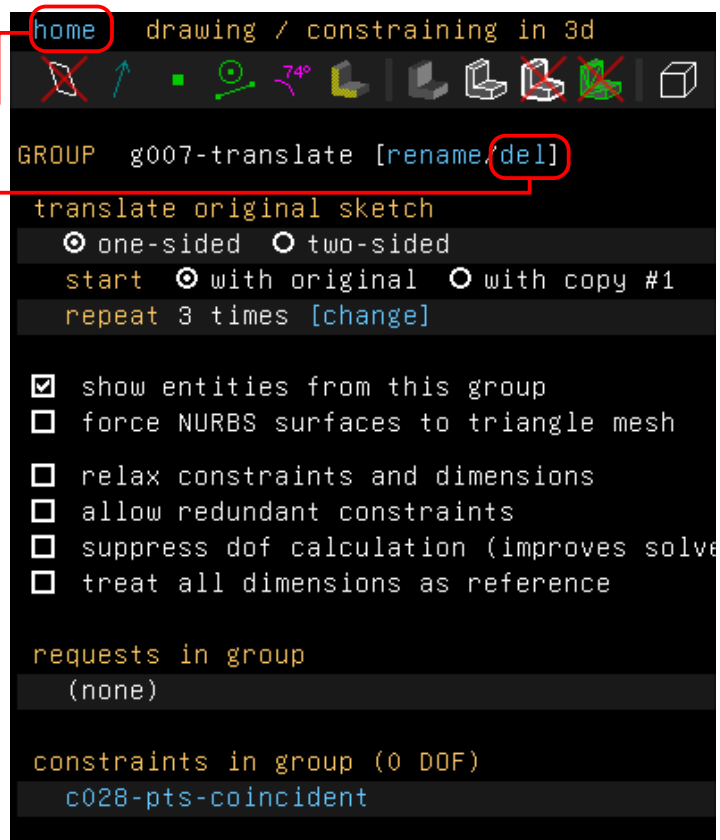 home drawing / constraining in 3d
74°
GROUP g007-translate [rename/del]
translate original sketch
one-sided two-sided
start with original with copy #1
repeat 3 times [change]
show entities from this group
force NURBS surfaces to triangle mesh
relax constraints and dimensions
allow redundant constraints
suppress dof calculation (improves solve
treat all dimensions as reference
requests in group
(none)
constraints in group (0 DOF)
c028-pts-coincident